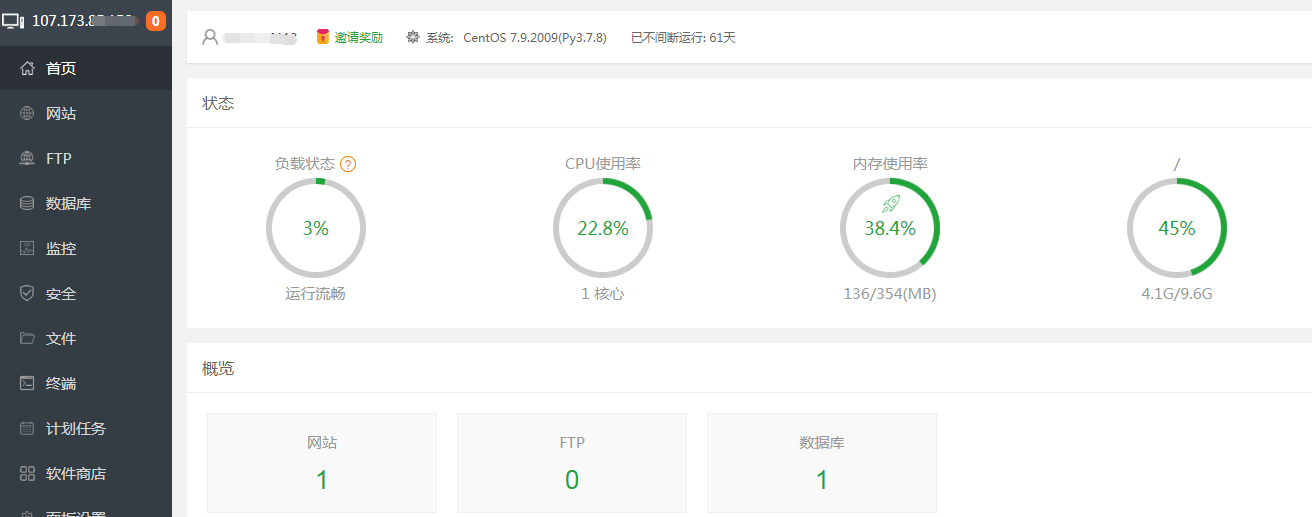 107.173.8
0
邀请奖励
系统: CentOS 7.9.2009(Py3.7.8)
已不间断运行: 61天
首页
网站
FTP
数据库
监控
安全
文件
终端
计划任务
软件商店
面板设置
状态
负载状态 ?
3%
运行流畅
CPU使用率
22.8%
1 核心
内存使用率
38.4%
136/354(MB)
/
45%
4.1G/9.6G
概览
网站
1
FTP
0
数据库
1